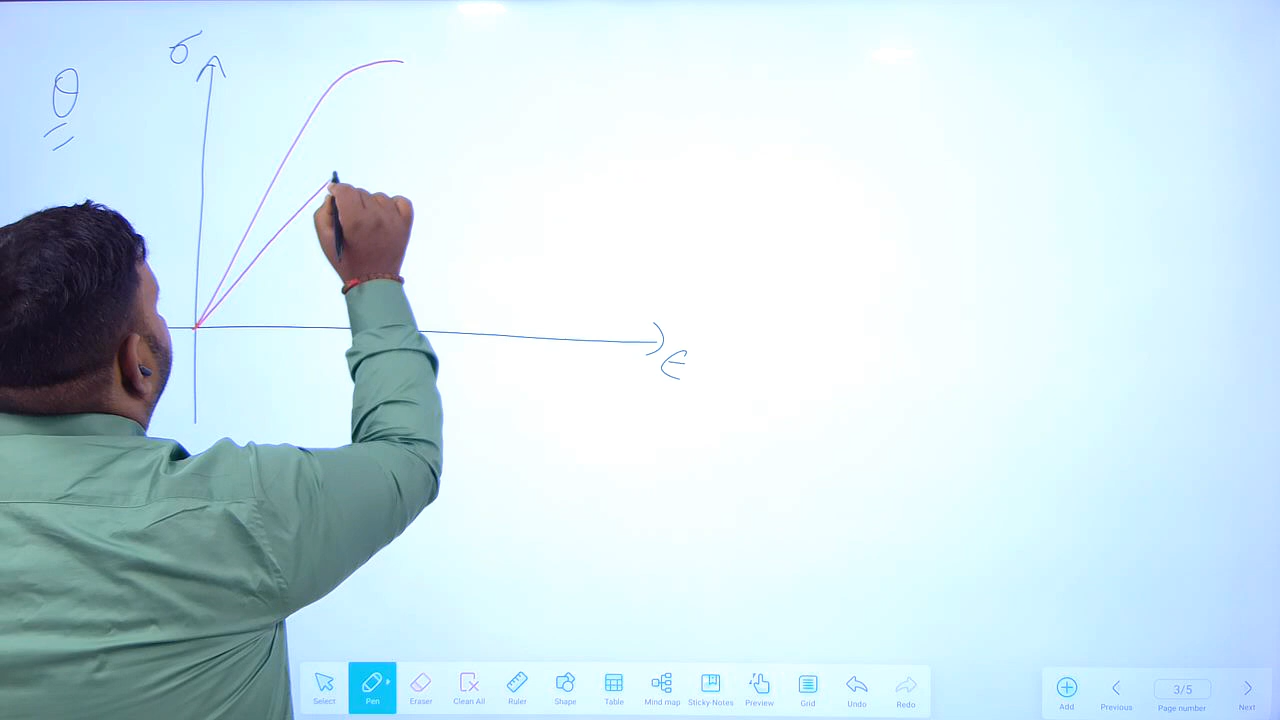 σ
θ
ϵ
Select Pen Eraser Clean All Ruler Shape Table Mind map Sticky-Notes Preview Grid Undo Redo
Add Previous 3/5 Page number Next